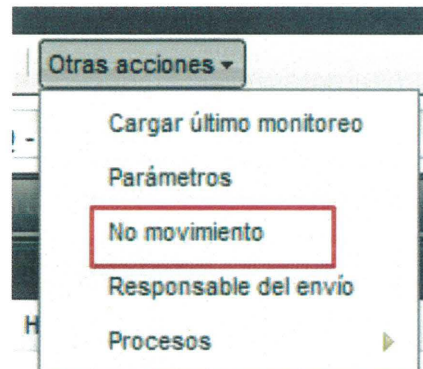 Otras acciones
Cargar último monitoreo
Parámetros
No movimiento
Responsable del envío
H
Procesos